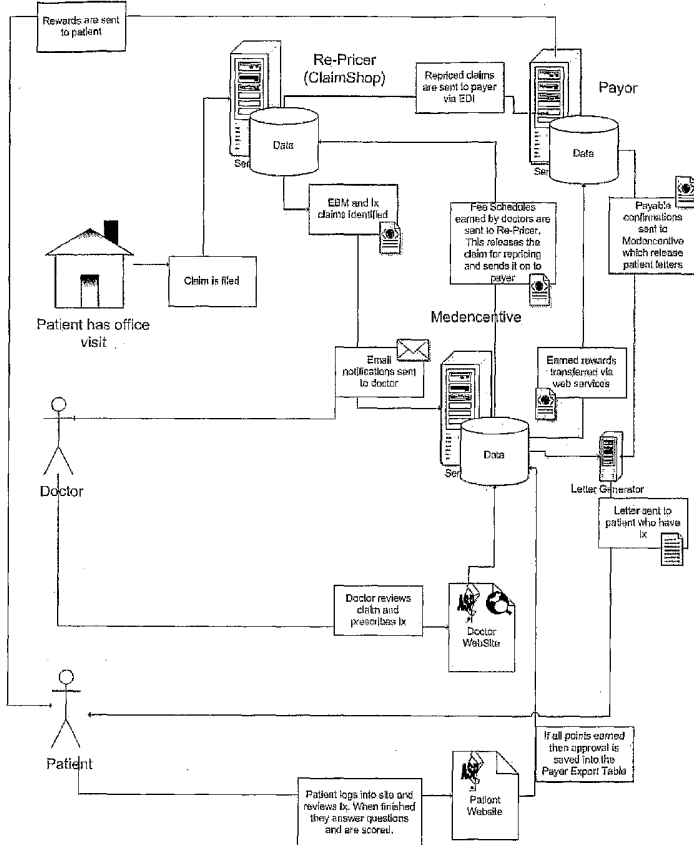 Rewards are sent
to patient
Re-Pricer
(ClaimShop)
Repriced claims
are sent to payer
via EDI
Payor
Data
Ser
Data
Ser
EBM and Ix
claims identified
Fee Schedules
earned by doctors are
sent to Re-Pricer.
This releases the
claim for repricing
and sends it on to
payer
Payable
confirmations
sent to
Medencentive
which release
patient letters
Claim is filed
Patient has office
visit
Medencentive
Email
notifications sent
to doctor
Earned rewards
transferred via
web services
Doctor
Data
Ser
Letter Generator
Letter sent to
patient who have
Ix
Doctor reviews
claim and
prescribes Ix
Doctor
WebSite
Patient
If all points earned
then approval is
saved into the
Payer Export Table
Patient logs into site and
reviews Ix. When finished
they answer questions
and are scored.
Patient
Website